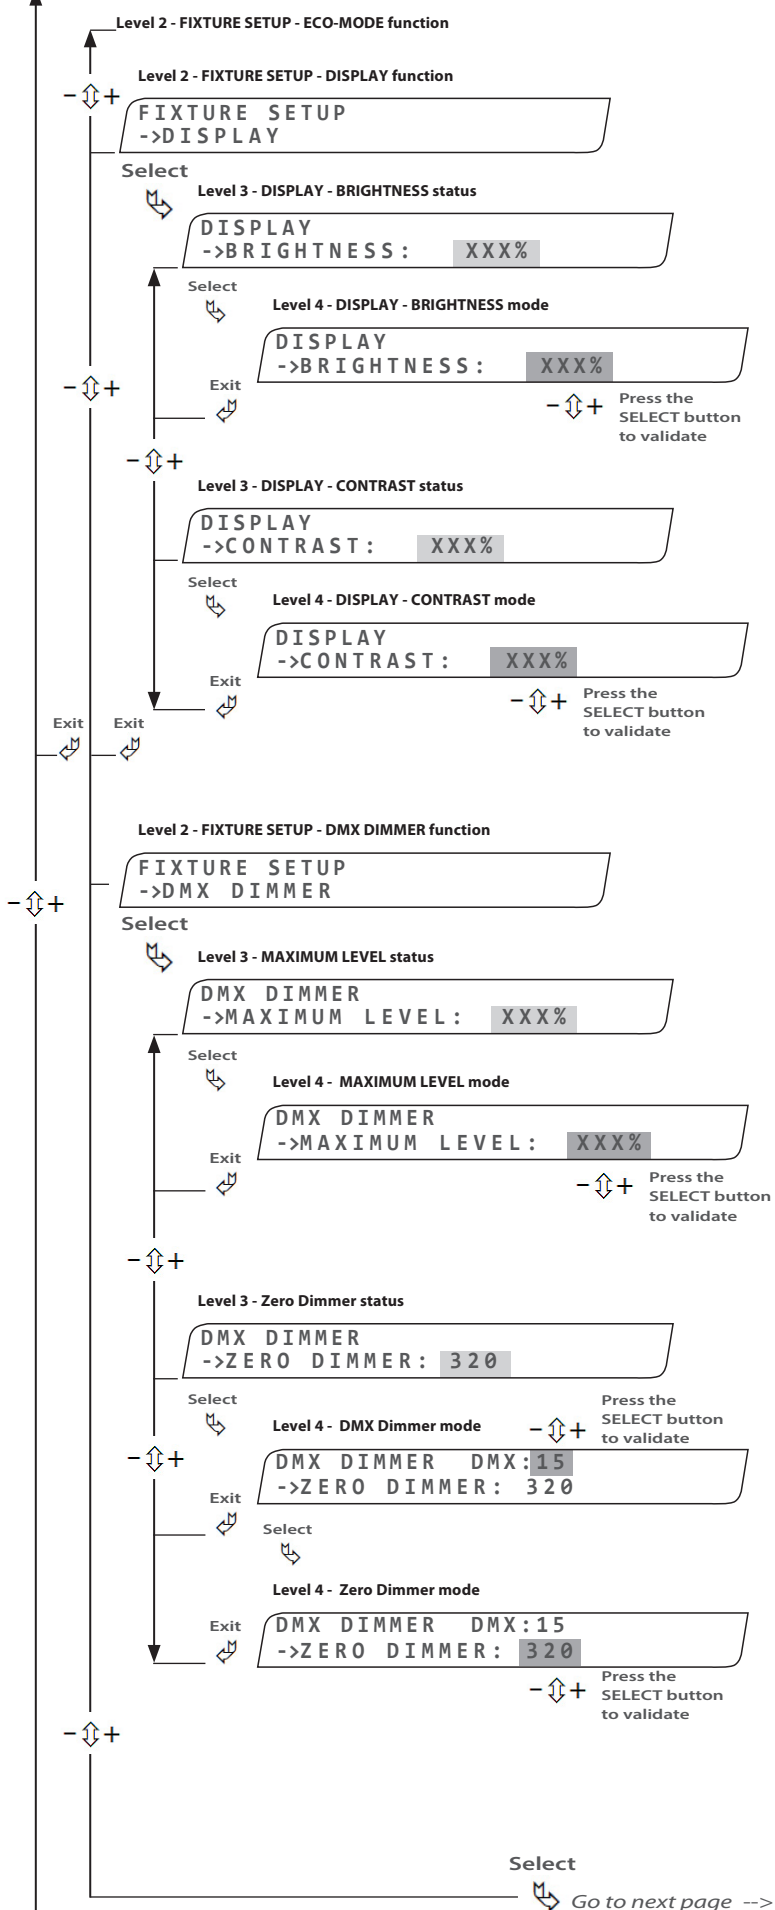 Level 2 - FIXTURE SETUP - ECO-MODE function
Level 2 - FIXTURE SETUP - DISPLAY function
- +
FIXTURE SETUP
->DISPLAY
Select
Level 3 - DISPLAY - BRIGHTNESS status
DISPLAY
->BRIGHTNESS: XXX%
Select
Level 4 - DISPLAY - BRIGHTNESS mode
DISPLAY
->BRIGHTNESS: XXX%
Exit
- +
- +
Press the
SELECT button
to validate
- +
Level 3 - DISPLAY - CONTRAST status
DISPLAY
->CONTRAST: XXX%
Select
Level 4 - DISPLAY - CONTRAST mode
DISPLAY
->CONTRAST: XXX%
Exit
- +
Press the
SELECT button
to validate
Exit Exit
Level 2 - FIXTURE SETUP - DMX DIMMER function
FIXTURE SETUP
->DMX DIMMER
- +
Select
Level 3 - MAXIMUM LEVEL status
DMX DIMMER
->MAXIMUM LEVEL: XXX%
Select
Level 4 - MAXIMUM LEVEL mode
DMX DIMMER
->MAXIMUM LEVEL: XXX%
Exit
- +
Press the
SELECT button
to validate
- +
Level 3 - Zero Dimmer status
DMX DIMMER
->ZERO DIMMER: 320
Select
Level 4 - DMX Dimmer mode
- +
Press the
SELECT button
to validate
- +
DMX DIMMER DMX:15
->ZERO DIMMER: 320
Exit
Select
Level 4 - Zero Dimmer mode
Exit
DMX DIMMER DMX:15
->ZERO DIMMER: 320
- +
Press the
SELECT button
to validate
- +
Select
Go to next page -->